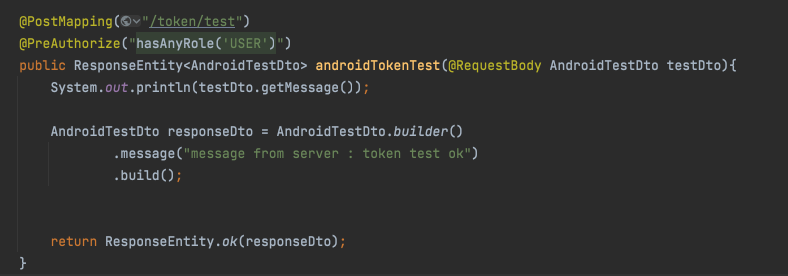 @PostMapping("/token/test")
@PreAuthorize("hasAnyRole('USER')")
public ResponseEntity<AndroidTestDto> androidTokenTest(@RequestBody AndroidTestDto testDto){
    System.out.println(testDto.getMessage());
    AndroidTestDto responseDto = AndroidTestDto.builder()
            .message("message from server : token test ok")
            .build();
    return ResponseEntity.ok(responseDto);
}